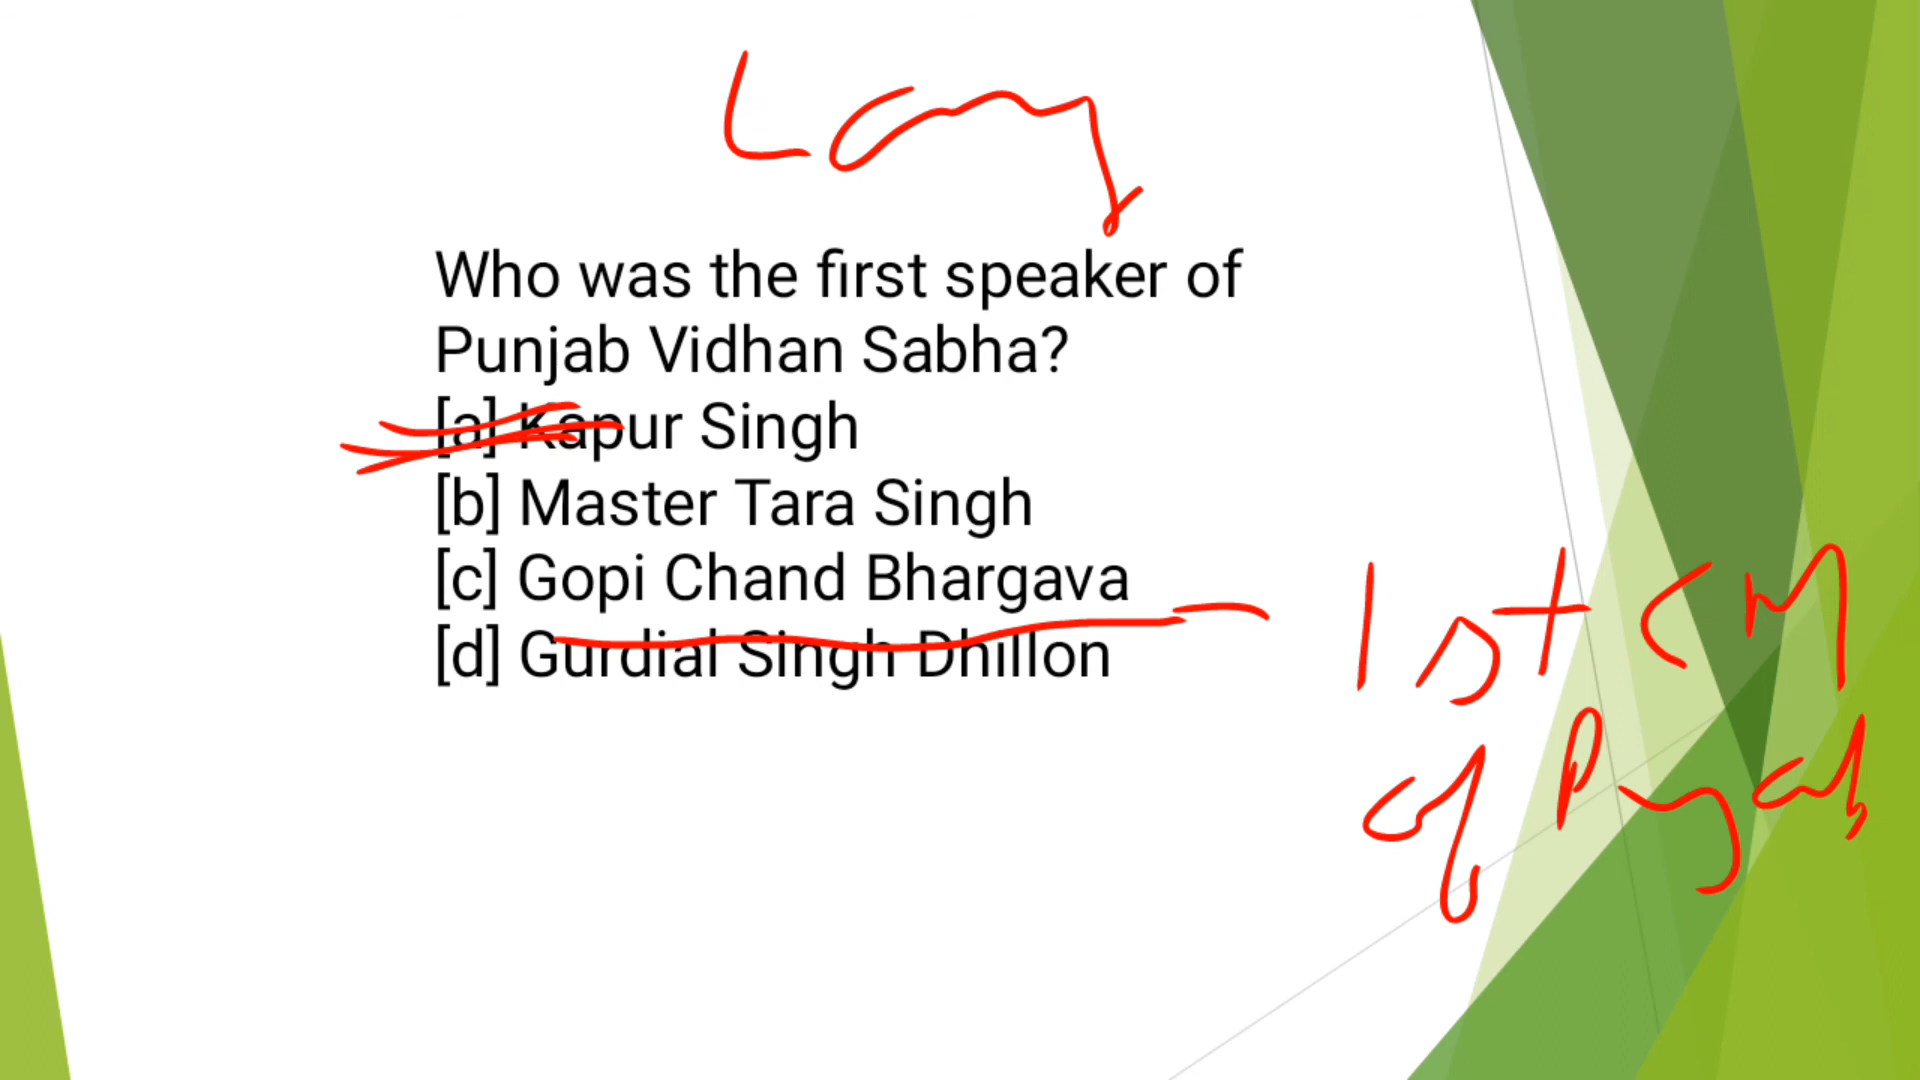 Who was the first speaker of
Punjab Vidhan Sabha?
[a] Kapur Singh
[b] Master Tara Singh
[c] Gopi Chand Bhargava
[d] Gurdial Singh Dhillon
1st CM
of